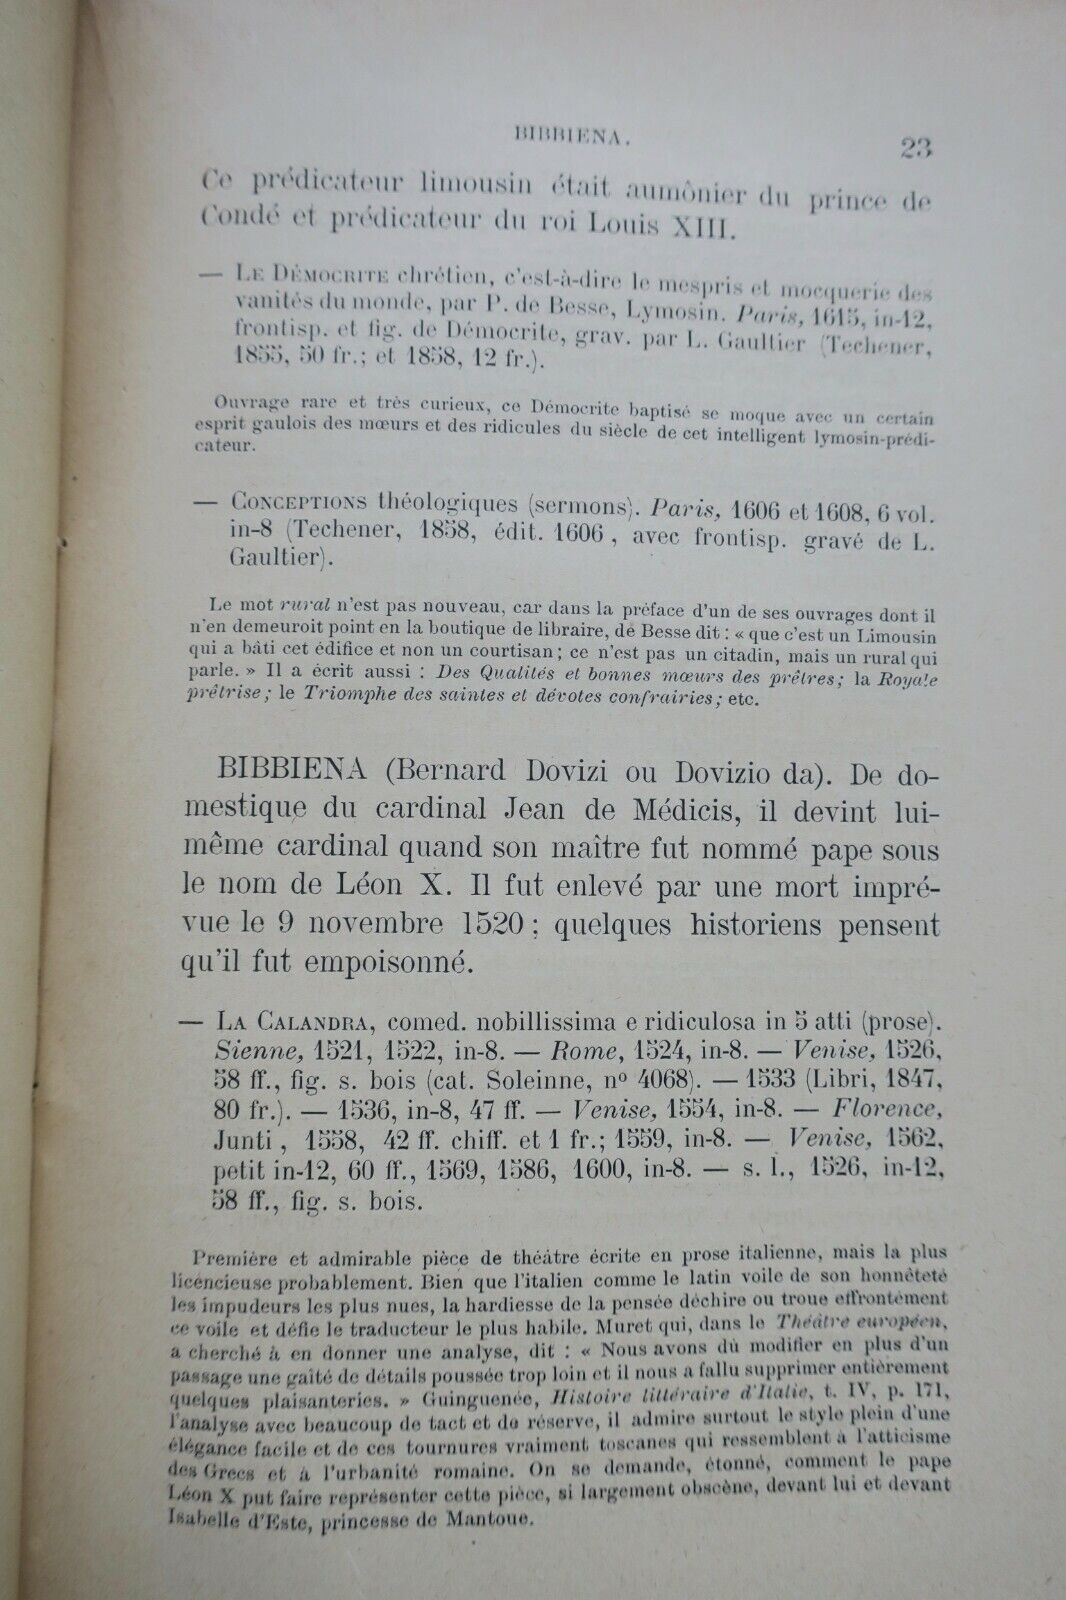 BIBBIENA.
23
Ce prédicateur limousin était aumônier du prince de
Condé et prédicateur du roi Louis XIII.
— LE DÉMOCRITE chrétien, c'est-à-dire le mespris et mocquerie des
vanités du monde, par P. de Besse, Lymosin. Paris, 1615, in-12,
frontisp. et fig. de Démocrite, grav. par L. Gaultier (Techener,
1855, 50 fr.; et 1858, 12 fr.).
Ouvrage rare et très curieux, ce Démocrite baptisé se moque avec un certain
esprit gaulois des mœurs et des ridicules du siècle de cet intelligent lymosin-prédi-
cateur.
— CONCEPTIONS théologiques (sermons). Paris, 1606 et 1608, 6 vol.
in-8 (Techener, 1858, édit. 1606, avec frontisp. gravé de L.
Gaultier).
Le mot rural n'est pas nouveau, car dans la préface d'un de ses ouvrages dont il
n'en demeuroit point en la boutique de libraire, de Besse dit : « que c'est un Limousin
qui a bâti cet édifice et non un courtisan; ce n'est pas un citadin, mais un rural qui
parle. » Il a écrit aussi : Des Qualités et bonnes mœurs des prêtres; la Royale
prêtrise; le Triomphe des saintes et dévotes confrairies; etc.
BIBBIENA (Bernard Dovizi ou Dovizio da). De do-
mestique du cardinal Jean de Médicis, il devint lui-
même cardinal quand son maître fut nommé pape sous
le nom de Léon X. Il fut enlevé par une mort impré-
vue le 9 novembre 1520; quelques historiens pensent
qu'il fut empoisonné.
— LA CALANDRA, comed. nobillissima e ridiculosa in 5 atti (prose).
Sienne, 1521, 1522, in-8. — Rome, 1524, in-8. — Venise, 1526,
58 ff., fig. s. bois (cat. Soleinne, nº 4068). — 1533 (Libri, 1847,
80 fr.). — 1536, in-8, 47 ff. — Venise, 1554, in-8. — Florence,
Junti, 1558, 42 ff. chiff. et 1 fr.; 1559, in-8. — Venise, 1562,
petit in-12, 60 ff., 1569, 1586, 1600, in-8. — s. l., 1526, in-12,
58 ff., fig. s. bois.
Première et admirable pièce de théâtre écrite en prose italienne, mais la plus
licencieuse probablement. Bien que l'italien comme le latin voile de son honnêteté
les impudeurs les plus nues, la hardiesse de la pensée déchire ou troue effrontément
ce voile et défie le traducteur le plus habile. Muret qui, dans le Théâtre européen,
a cherché à en donner une analyse, dit : « Nous avons dû modifier en plus d'un
passage une gaîté de détails poussée trop loin et il nous a fallu supprimer entièrement
quelques plaisanteries. » Guinguenée, Histoire littéraire d'Italie, t. IV, p. 171,
l'analyse avec beaucoup de tact et de réserve, il admire surtout le style plein d'une
élégance facile et de ces tournures vraiment toscanes qui ressemblent à l'atticisme
des Grecs et à l'urbanité romaine. On se demande, étonné, comment le pape
Léon X put faire représenter cette pièce, si largement obscène, devant lui et devant
Isabelle d'Este, princesse de Mantoue.